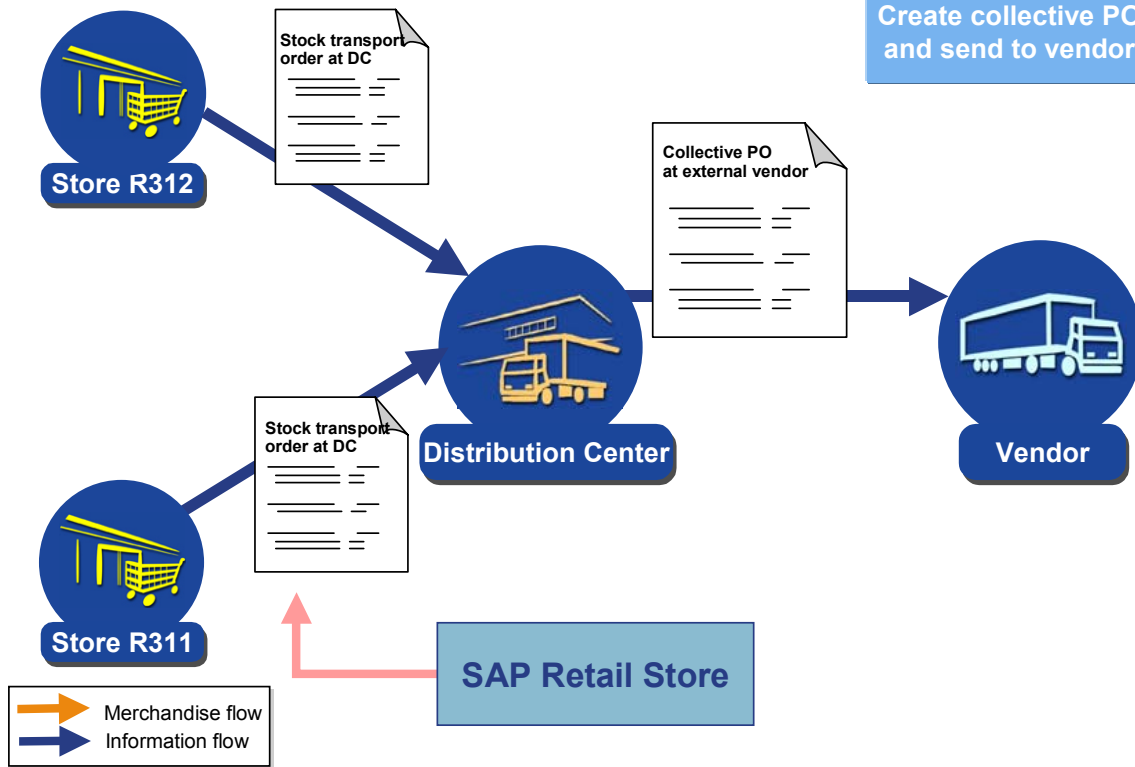 Create collective PO
and send to vendor
Stock transport
order at DC
Store R312
Collective PO
at external vendor
Distribution Center
Vendor
Stock transport
order at DC
Store R311
SAP Retail Store
Merchandise flow
Information flow